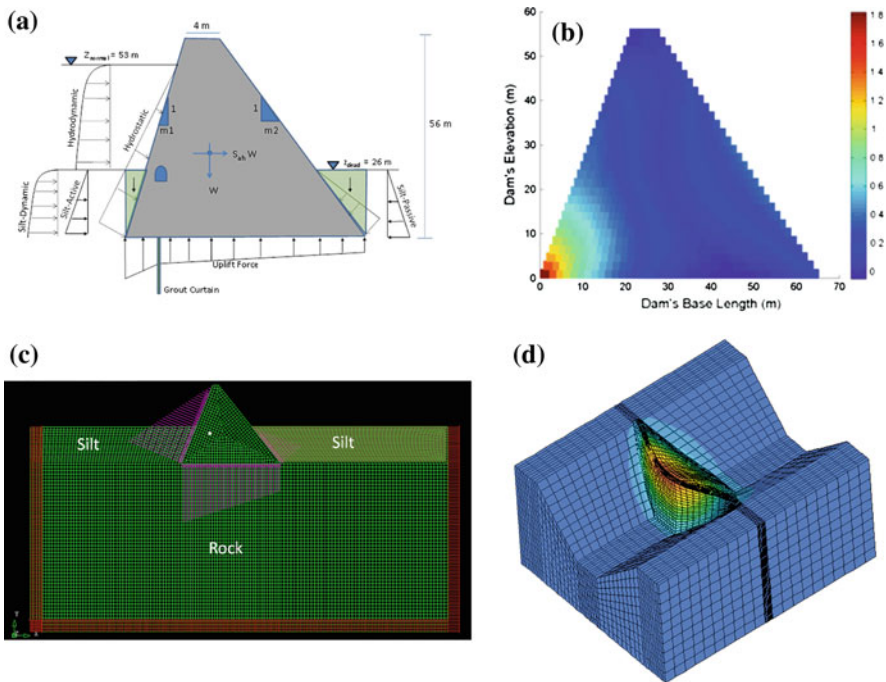 (a)
4 m
Znormal = 53 m
Hydrodynamic
Hydrostatic
1
m1
1
m2
56 m
Sah W
W
zdead = 26 m
Silt-Dynamic
Silt-Active
Silt-Passive
Uplift Force
Grout Curtain
(b)
Dam's Elevation (m)
60
50
40
30
20
10
0
0 10 20 30 40 50 60 70
Dam's Base Length (m)
1.8
1.6
1.4
1.2
1
0.8
0.6
0.4
0.2
0
(c)
Silt
Silt
Rock
(d)